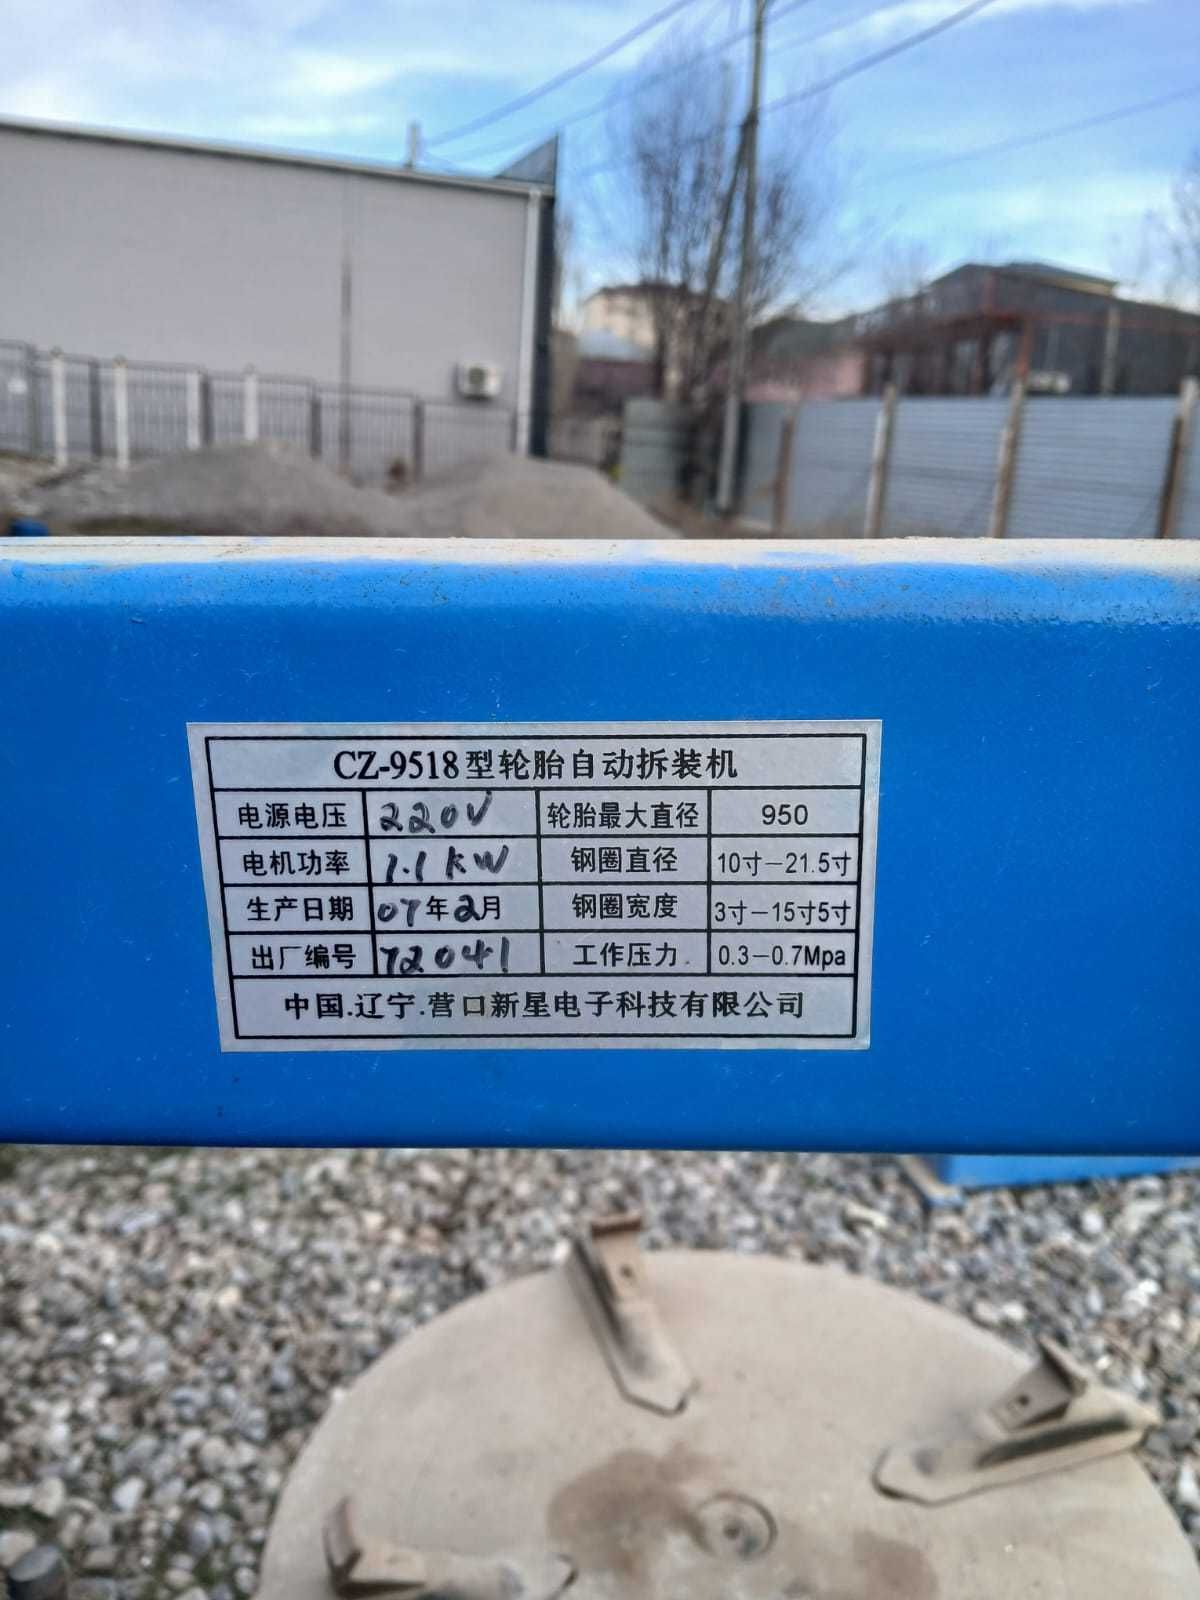 CZ-9518型轮胎自动拆装机
电源电压 220V 轮胎最大直径 950
电机功率 1.1KW 钢圈直径 10寸－21.5寸
生产日期 07年2月 钢圈宽度 3寸－15寸5寸
出厂编号 72041 工作压力 0.3－0.7Mpa
中国.辽宁.营口新星电子科技有限公司